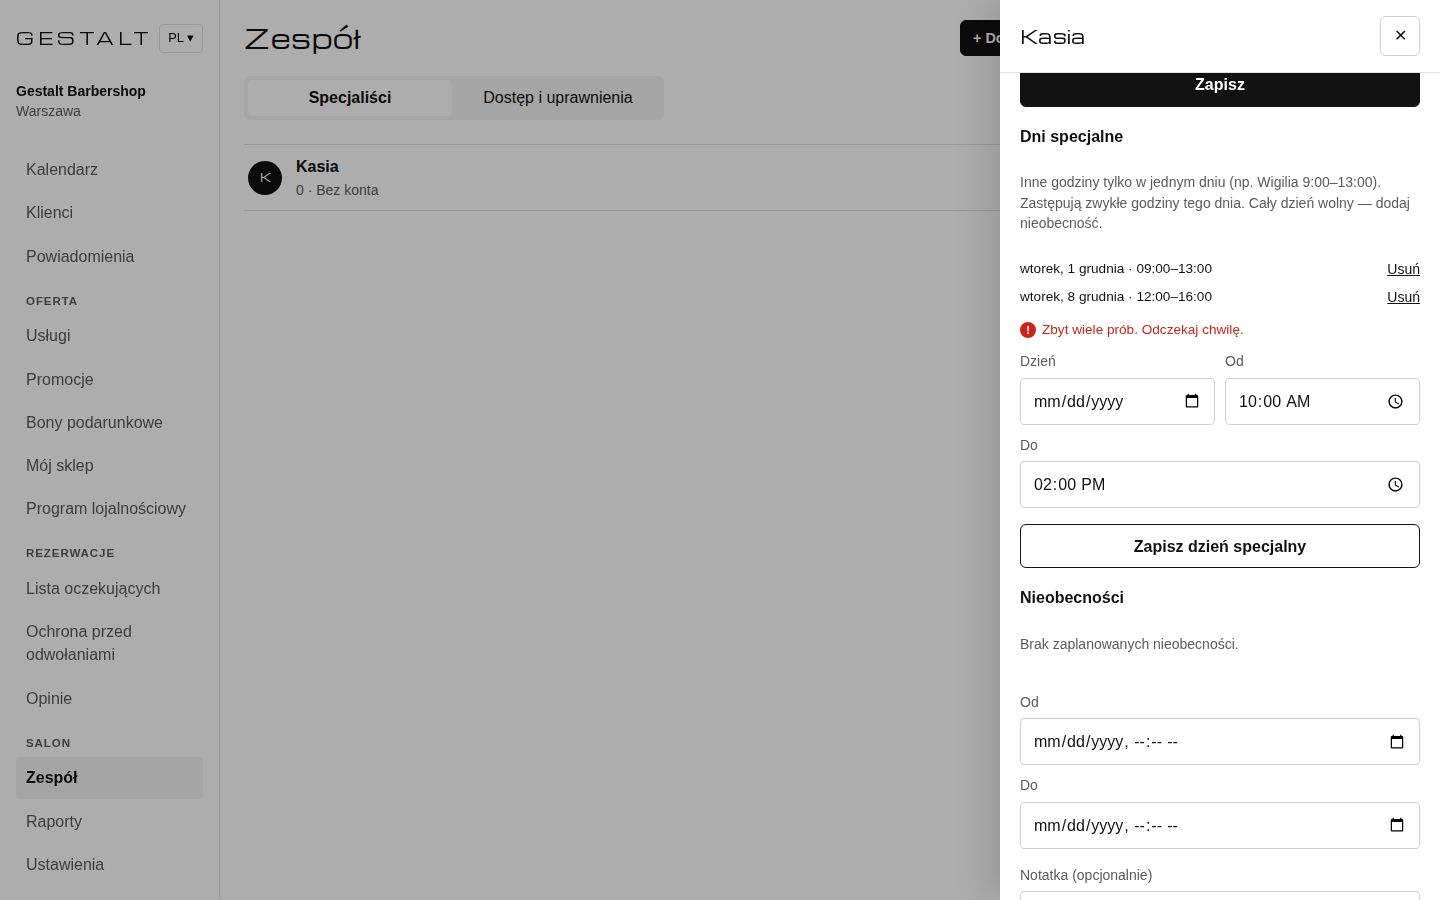 GESTALT
PL ▾
Gestalt Barbershop
Warszawa
Kalendarz
Klienci
Powiadomienia
OFERTA
Usługi
Promocje
Bony podarunkowe
Mój sklep
Program lojalnościowy
REZERWACJE
Lista oczekujących
Ochrona przed
odwołaniami
Opinie
SALON
Zespół
Raporty
Ustawienia
Zespół
+ Do
Specjaliści
Dostęp i uprawnienia
K
Kasia
0 · Bez konta
Kasia
✕
Zapisz
Dni specjalne
Inne godziny tylko w jednym dniu (np. Wigilia 9:00–13:00).
Zastępują zwykłe godziny tego dnia. Cały dzień wolny — dodaj
nieobecność.
wtorek, 1 grudnia · 09:00–13:00 Usuń
wtorek, 8 grudnia · 12:00–16:00 Usuń
! Zbyt wiele prób. Odczekaj chwilę.
Dzień Od
mm/dd/yyyy 10:00 AM
Do
02:00 PM
Zapisz dzień specjalny
Nieobecności
Brak zaplanowanych nieobecności.
Od
mm/dd/yyyy, --:-- --
Do
mm/dd/yyyy, --:-- --
Notatka (opcjonalnie)